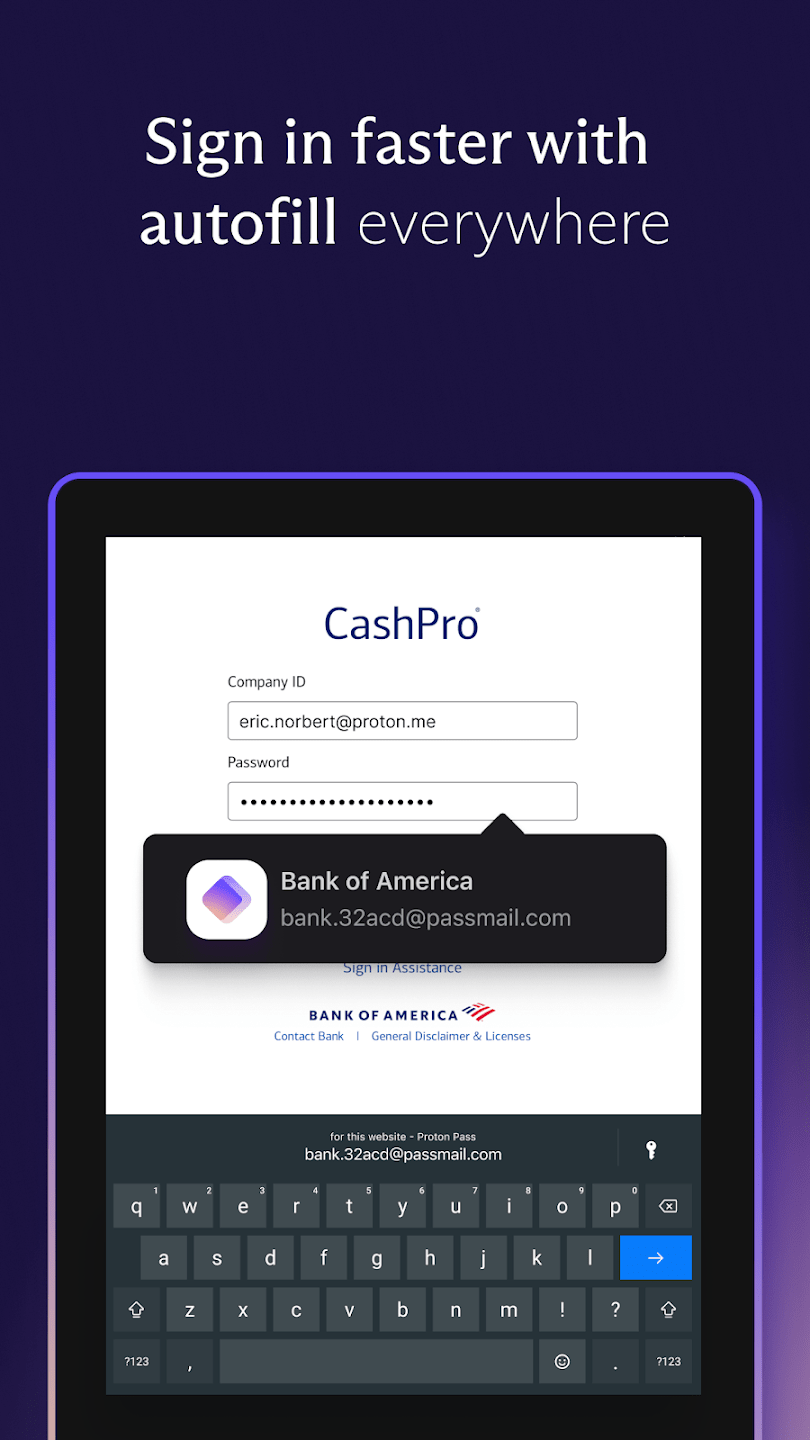 Sign in faster with
autofill everywhere
CashPro®
Company ID
eric.norbert@proton.me
Password
••••••••••••••••••••
Bank of America
bank.32acd@passmail.com
Sign in Assistance
BANK OF AMERICA
Contact Bank | General Disclaimer & Licenses
for this website - Proton Pass
bank.32acd@passmail.com
q 1 w 2 e 3 r 4 t 5 y 6 u 7 i 8 o 9 p 0
a s d f g h j k l
z x c v b n m ! ?
?123 , . ?123